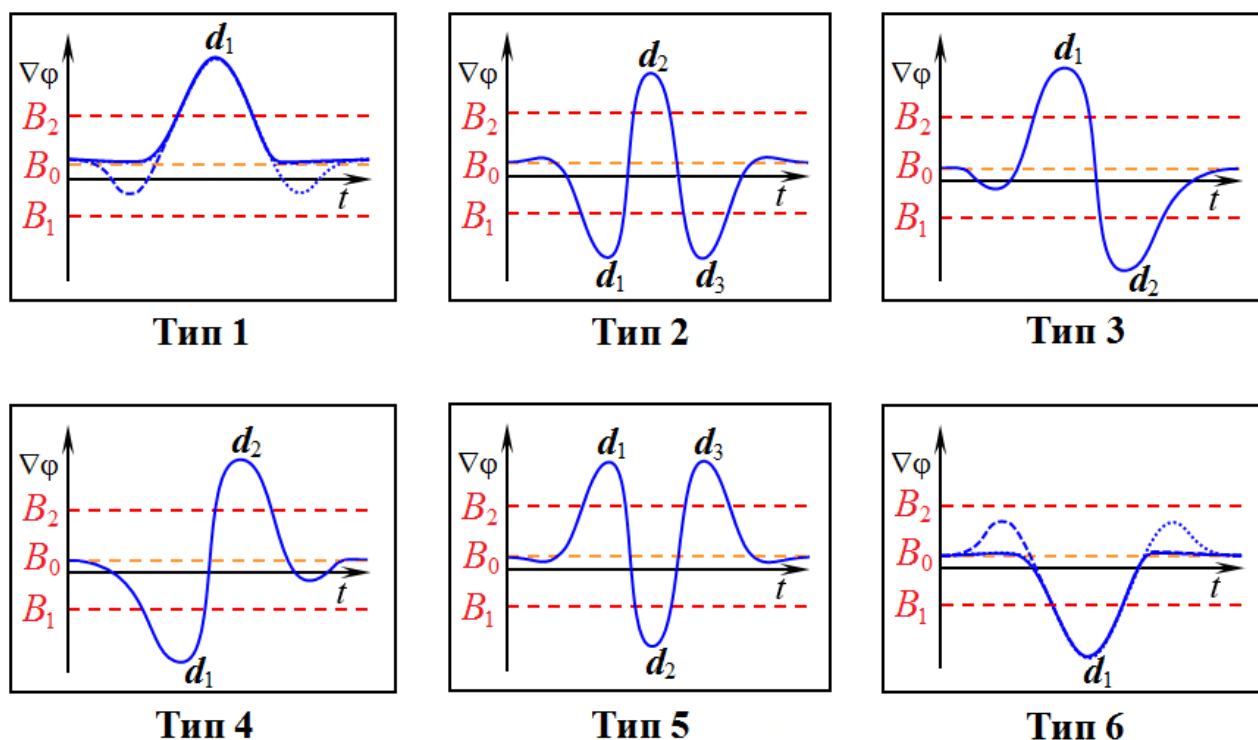 d₁
∇φ
B₂
B₀
t
B₁
Тип 1
d₂
∇φ
B₂
B₀
t
B₁
d₁ d₃
Тип 2
d₁
∇φ
B₂
B₀
t
B₁
d₂
Тип 3
d₂
∇φ
B₂
B₀
t
B₁
d₁
Тип 4
d₁ d₃
∇φ
B₂
B₀
t
B₁
d₂
Тип 5
∇φ
B₂
B₀
t
B₁
d₁
Тип 6